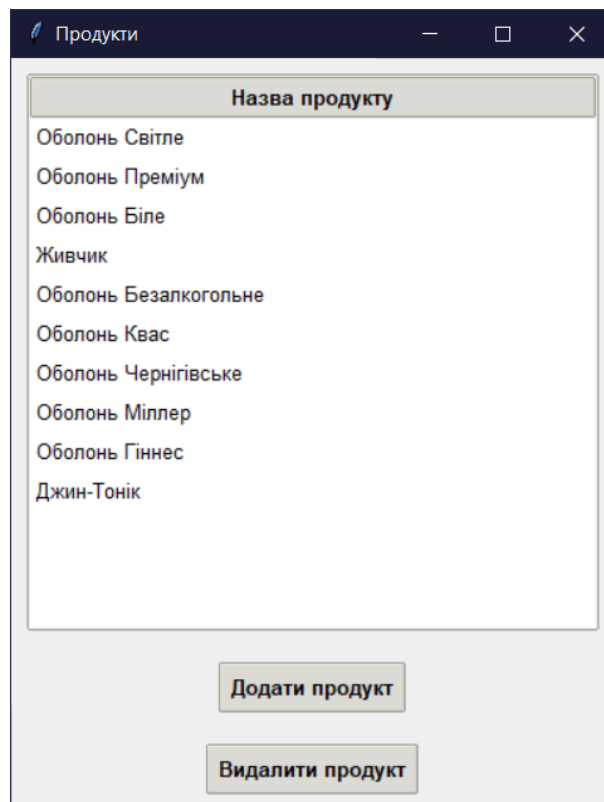 Продукти
Назва продукту
Оболонь Світле
Оболонь Преміум
Оболонь Біле
Живчик
Оболонь Безалкогольне
Оболонь Квас
Оболонь Чернігівське
Оболонь Міллер
Оболонь Гіннес
Джин-Тонік
Додати продукт
Видалити продукт